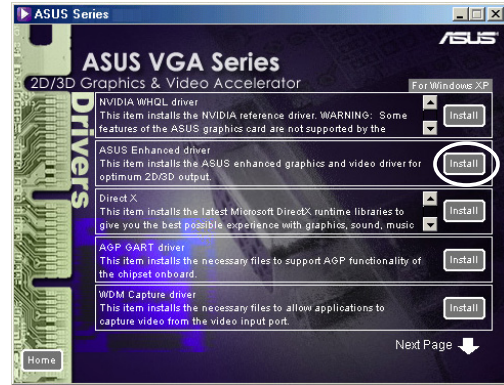 ASUS Series
ASUS
ASUS VGA Series
2D/3D Graphics & Video Accelerator
For Windows XP
Drivers
NVIDIA WHQL driver
This item installs the NVIDIA reference driver. WARNING: Some
features of the ASUS graphics card are not supported by the
Install
ASUS Enhanced driver
This item installs the ASUS enhanced graphics and video driver for
optimum 2D/3D output.
Install
Direct X
This item installs the latest Microsoft DirectX runtime libraries to
give you the best possible experience with graphics, sound, music
Install
AGP GART driver
This item installs the necessary files to support AGP functionality of
the chipset onboard.
Install
WDM Capture driver
This item installs the necessary files to allow applications to
capture video from the video input port.
Install
Next Page
Home